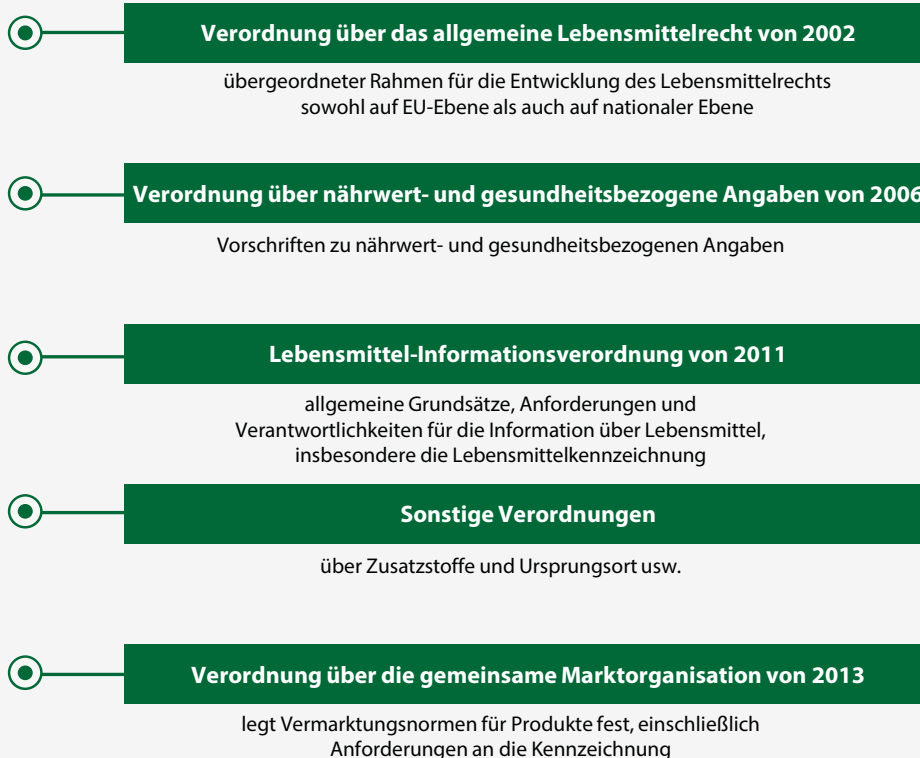 Verordnung über das allgemeine Lebensmittelrecht von 2002
übergeordneter Rahmen für die Entwicklung des Lebensmittelrechts
sowohl auf EU-Ebene als auch auf nationaler Ebene
Verordnung über nährwert- und gesundheitsbezogene Angaben von 2006
Vorschriften zu nährwert- und gesundheitsbezogenen Angaben
Lebensmittel-Informationsverordnung von 2011
allgemeine Grundsätze, Anforderungen und
Verantwortlichkeiten für die Information über Lebensmittel,
insbesondere die Lebensmittelkennzeichnung
Sonstige Verordnungen
über Zusatzstoffe und Ursprungsort usw.
Verordnung über die gemeinsame Marktorganisation von 2013
legt Vermarktungsnormen für Produkte fest, einschließlich
Anforderungen an die Kennzeichnung